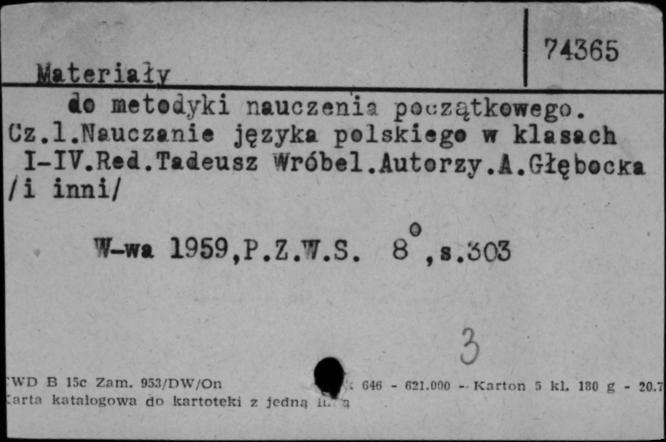 74365
Materiały
do metodyki nauczenia początkowego.
Cz.1.Nauczanie języka polskiego w klasach
I-IV.Red.Tadeusz Wróbel.Autorzy.A.Głębocka
/i inni/
W-wa 1959,P.Z.W.S. 8°,s.303
3
WD B 15c Zam. 953/DW/On 646 - 621.000 - Karton 5 kl. 180 g - 20.7
karta katalogowa do kartoteki z jedną